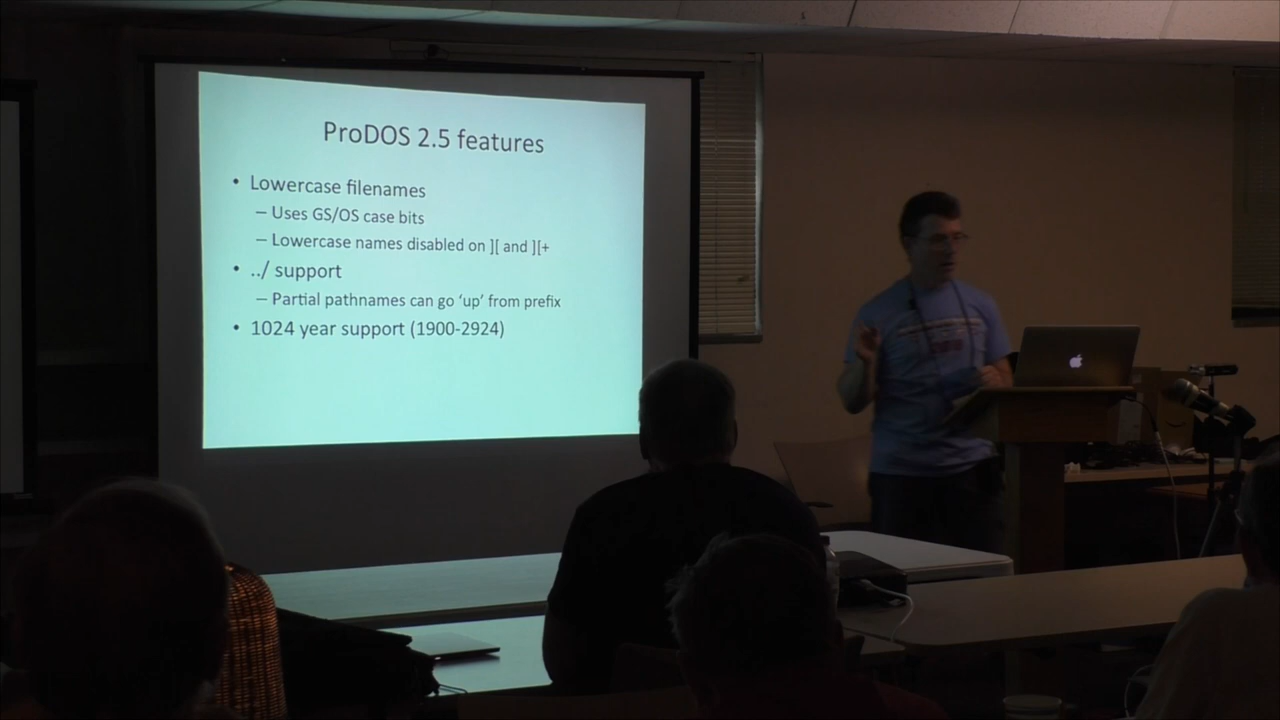 ProDOS 2.5 features
• Lowercase filenames
– Uses GS/OS case bits
– Lowercase names disabled on ][ and ][+
• ../ support
– Partial pathnames can go ‘up’ from prefix
• 1024 year support (1900-2924)